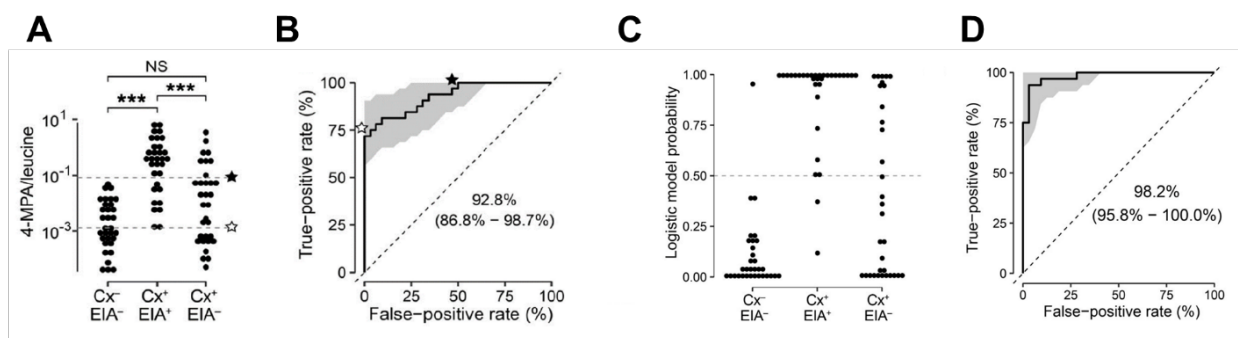 A
B
C
D
NS
***
***
4-MPA/leucine
10¹
10⁻¹
10⁻³
Cx⁻
EIA⁻
Cx⁺
EIA⁺
Cx⁺
EIA⁻
True−positive rate (%)
100
75
50
25
0
92.8%
(86.8% − 98.7%)
0
25
50
100
False−positive rate (%)
Logistic model probability
1.00
0.75
0.50
0.25
0.00
Cx⁻
EIA⁻
Cx⁺
EIA⁺
Cx⁺
EIA⁻
True−positive rate (%)
100
75
50
25
0
98.2%
(95.8% − 100.0%)
0
25
50
75
100
False−positive rate (%)